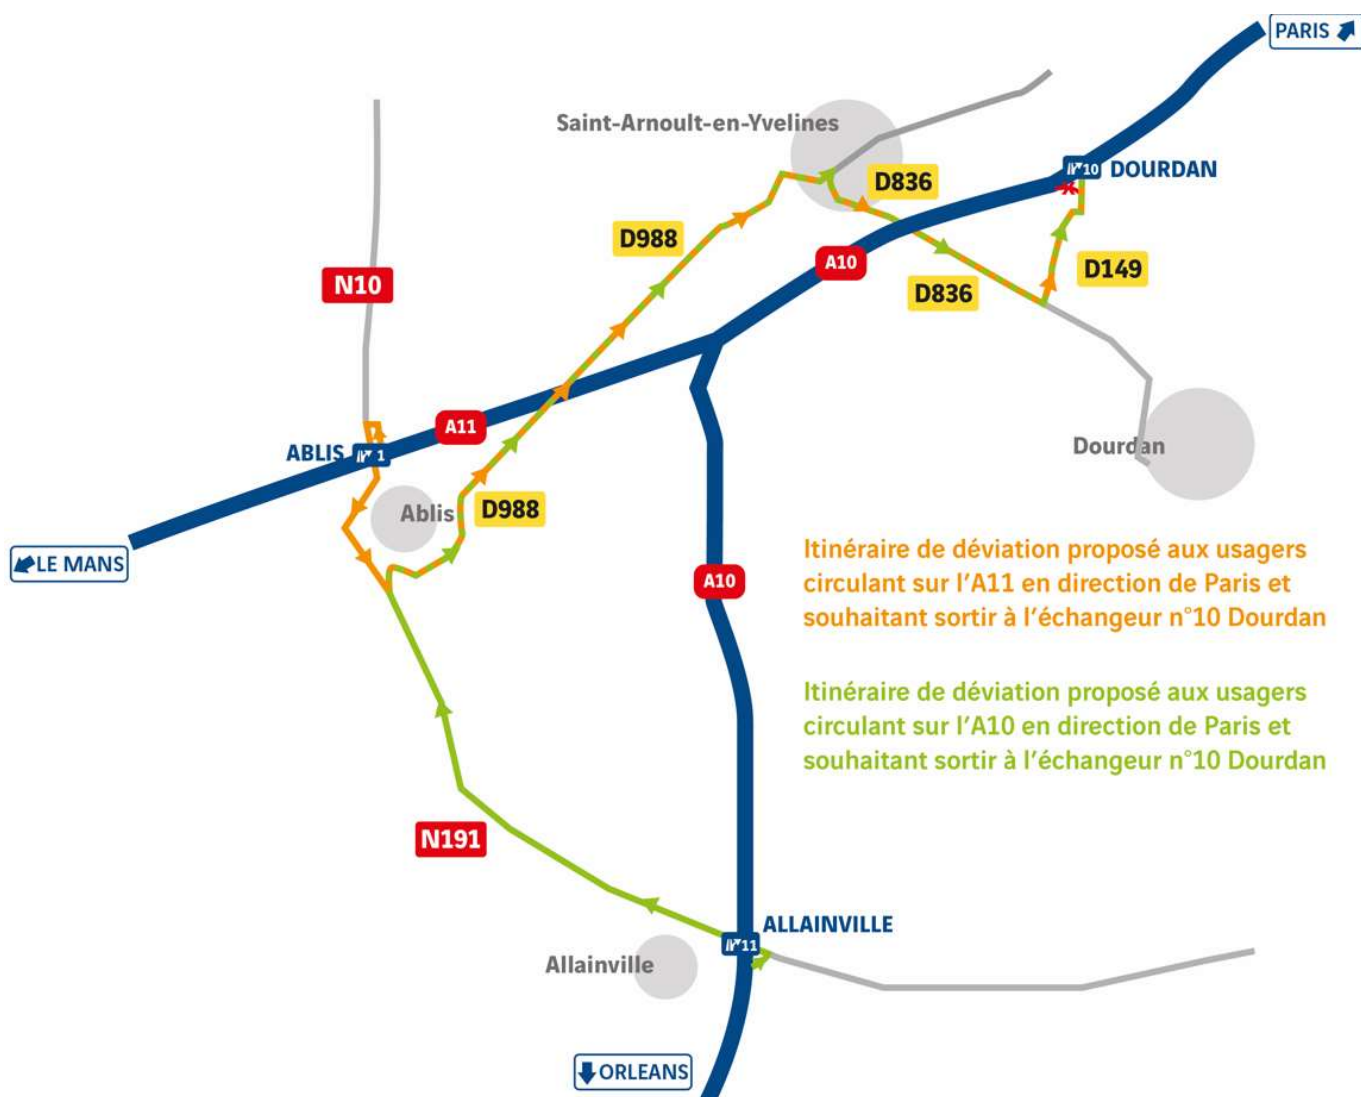 PARIS
Saint-Arnoult-en-Yvelines
10
DOURDAN
D836
D988
A10
D149
N10
D836
A11
ABLIS
1
Dourdan
Ablis
D988
LE MANS
A10
Itinéraire de déviation proposé aux usagers
circulant sur l'A11 en direction de Paris et
souhaitant sortir à l'échangeur n°10 Dourdan
Itinéraire de déviation proposé aux usagers
circulant sur l'A10 en direction de Paris et
souhaitant sortir à l'échangeur n°10 Dourdan
N191
ALLAINVILLE
11
Allainville
ORLEANS